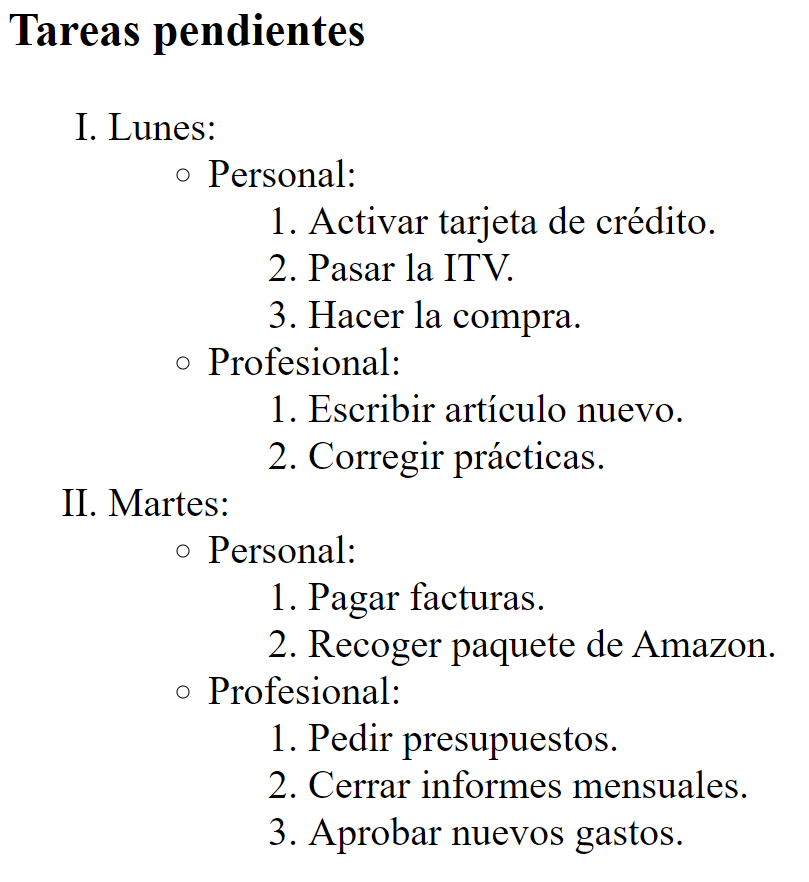 Tareas pendientes
I. Lunes:
○ Personal:
1. Activar tarjeta de crédito.
2. Pasar la ITV.
3. Hacer la compra.
○ Profesional:
1. Escribir artículo nuevo.
2. Corregir prácticas.
II. Martes:
○ Personal:
1. Pagar facturas.
2. Recoger paquete de Amazon.
○ Profesional:
1. Pedir presupuestos.
2. Cerrar informes mensuales.
3. Aprobar nuevos gastos.